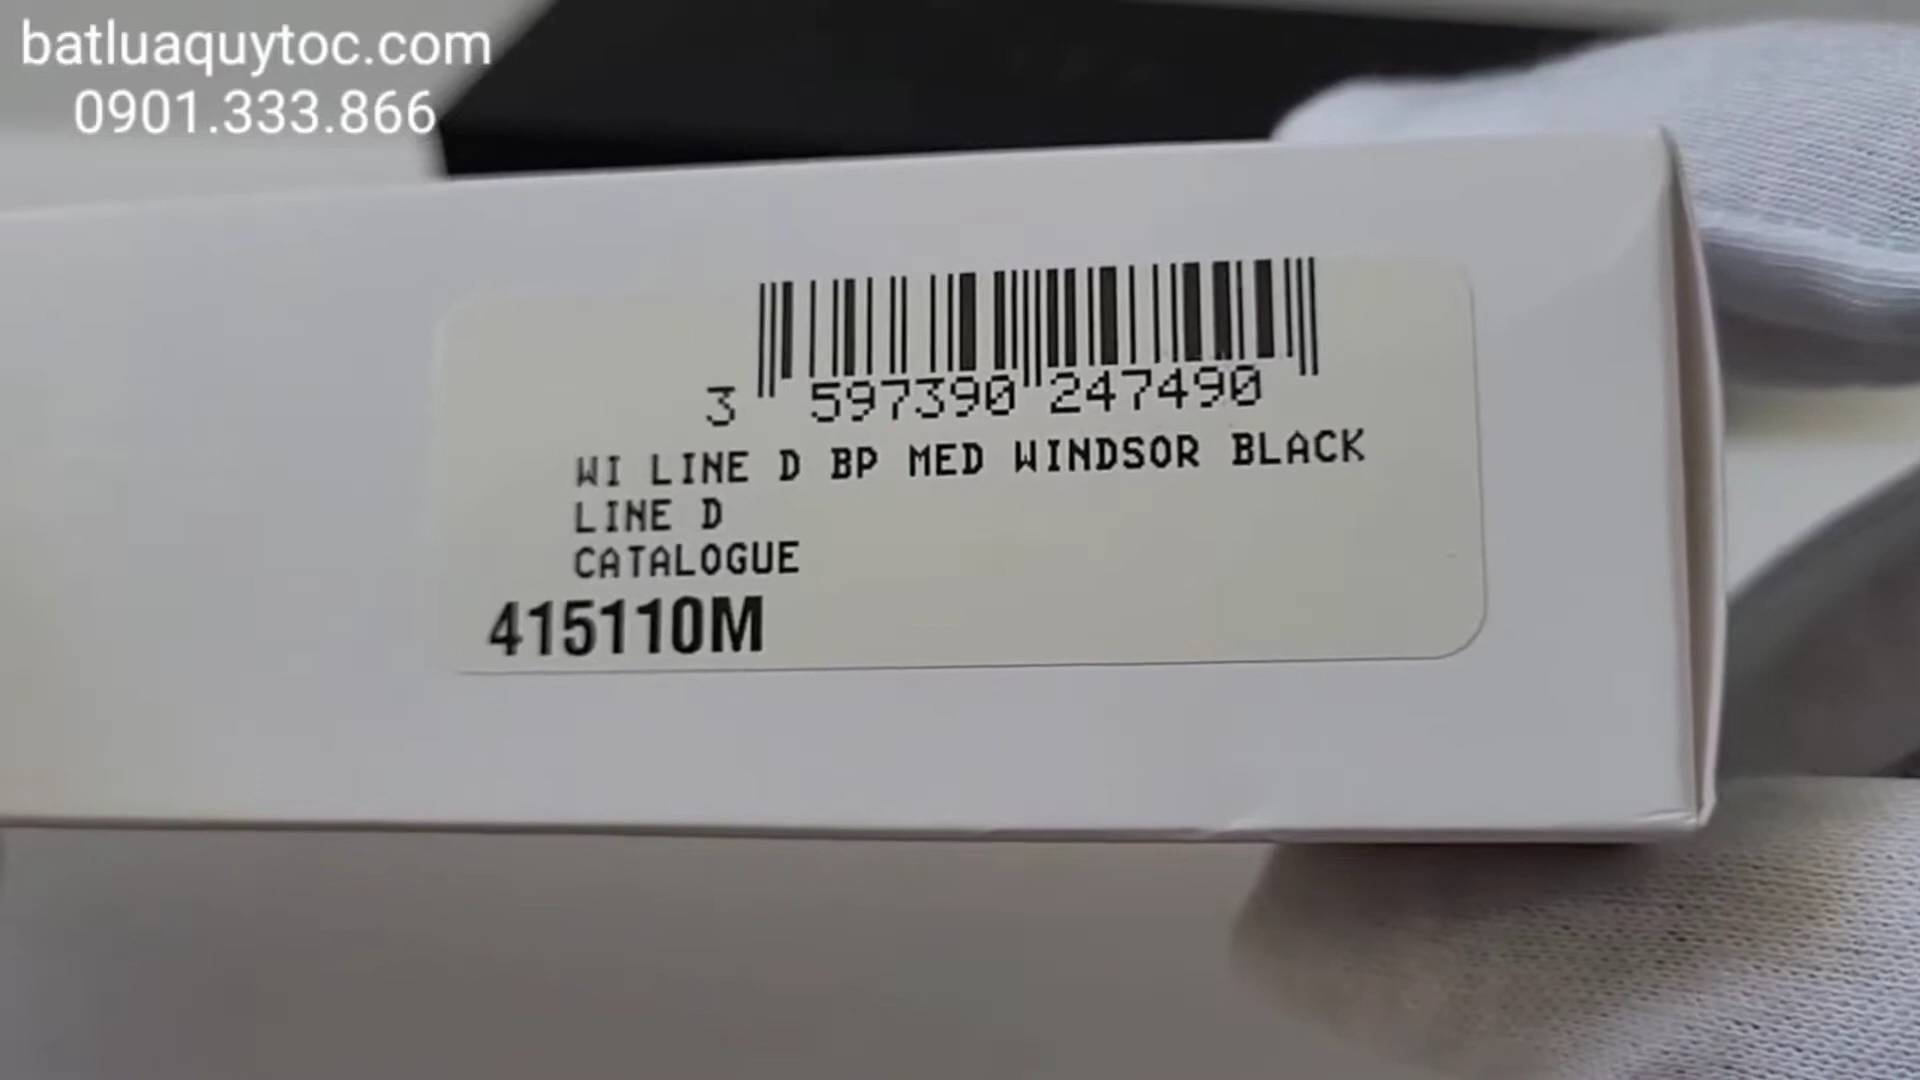 batluaquytoc.com
0901.333.866
3 597390 247490
WI LINE D BP MED WINDSOR BLACK
LINE D
CATALOGUE
415110M